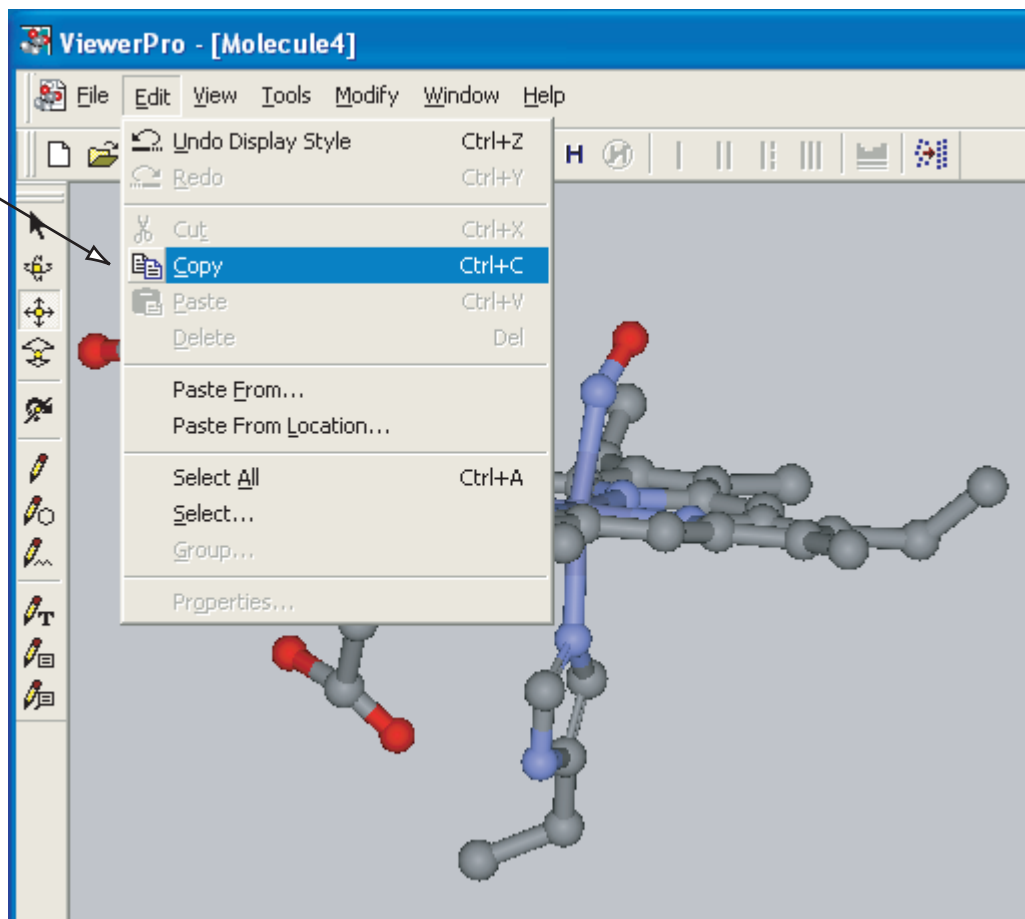 ViewerPro - [Molecule4]
File Edit View Tools Modify Window Help
H H
Undo Display Style Ctrl+Z
Redo Ctrl+Y
Cut Ctrl+X
Copy Ctrl+C
Paste Ctrl+V
Delete Del
Paste From...
Paste From Location...
Select All Ctrl+A
Select...
Group...
Properties...
T